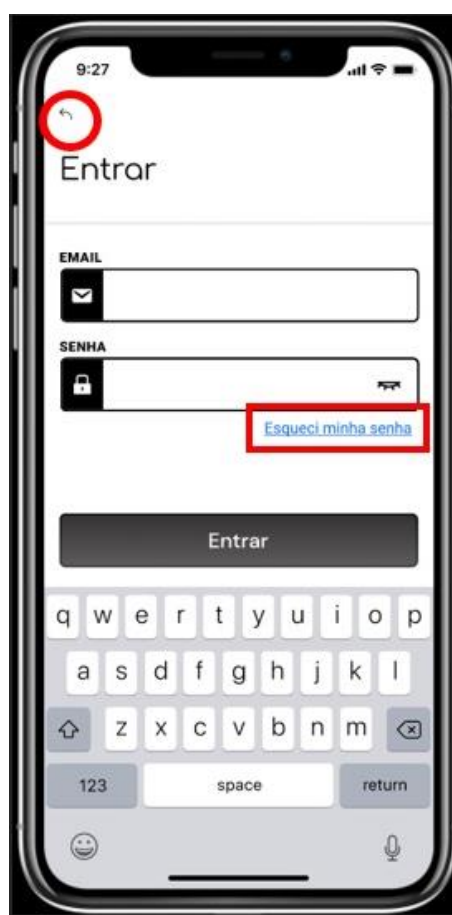 9:27
Entrar
EMAIL
SENHA
Esqueci minha senha
Entrar
q w e r t y u i o p
a s d f g h j k l
z x c v b n m
123 space return